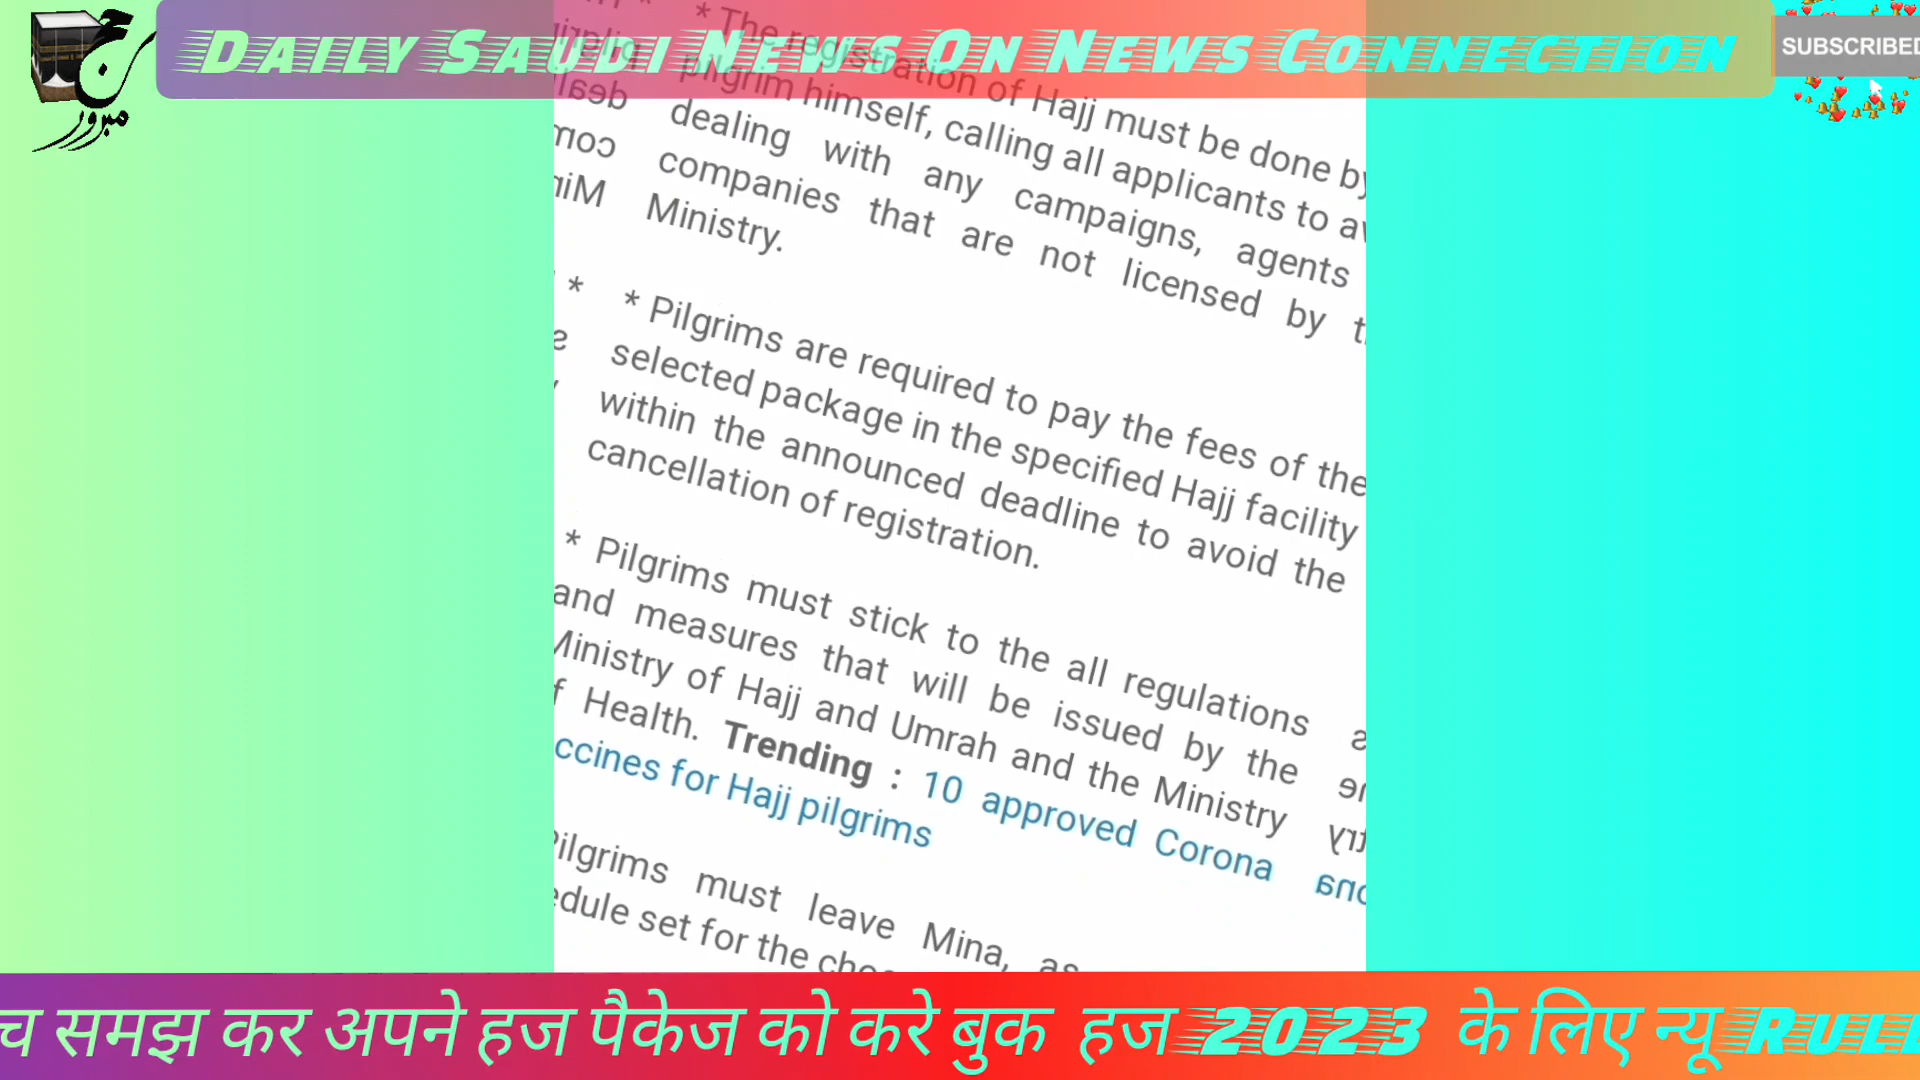 حج
مبرور
Daily Saudi News On News Connection
SUBSCRIBED
* The registration of Hajj must be done by
pilgrim himself, calling all applicants to
dealing with any campaigns, agents
companies that are not licensed by
Ministry.
* Pilgrims are required to pay the fees of the
selected package in the specified Hajj facility
within the announced deadline to avoid the
cancellation of registration.
* Pilgrims must stick to the all regulations
and measures that will be issued by the
Ministry of Hajj and Umrah and the Ministry
Health. Trending : 10 approved Corona
for Hajj pilgrims
Pilgrims must leave Mina, as
set for the
समझ कर अपने हज पैकेज को करे बुक हज 2023 के लिए न्यू